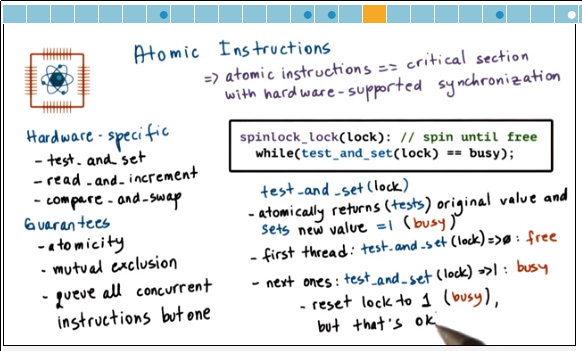 Atomic Instructions
=> atomic instructions == critical section
with hardware-supported synchronization
Hardware-specific
- test_and_set
- read_and_increment
- compare_and_swap
Guarantees
- atomicity
- mutual exclusion
- queue all concurrent
instructions but one
spinlock_lock(lock): // spin until free
while(test_and_set(lock) == busy);
test_and_set(lock)
- atomically returns (tests) original value and
sets new value =1 (busy)
- first thread: test_and_set(lock)=>0: free
- next ones: test_and_set(lock)=>1: busy
- reset lock to 1 (busy),
but that's ok